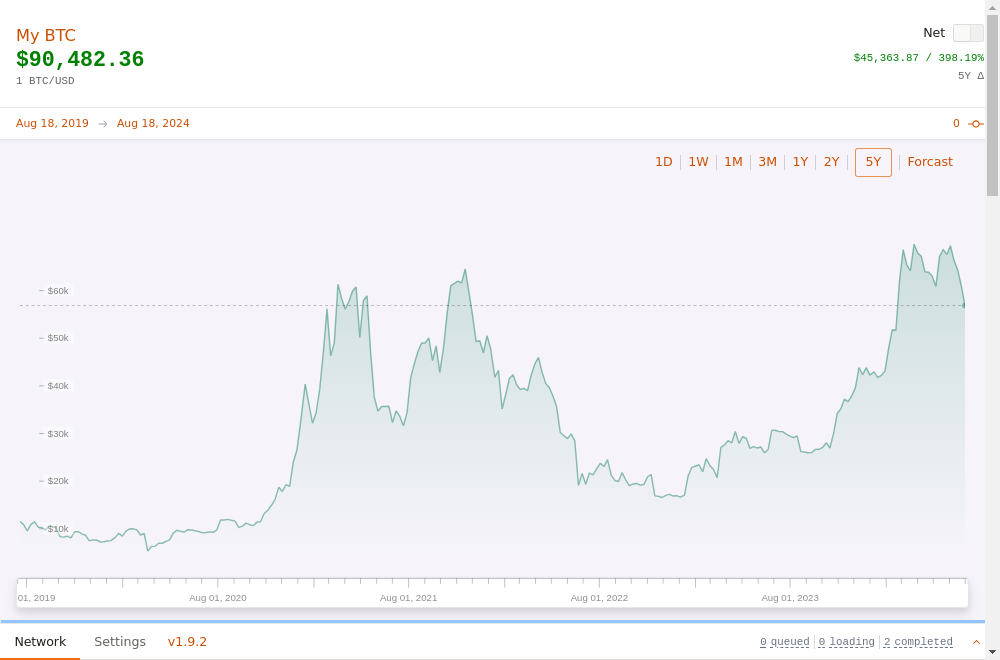 My BTC
$90,482.36
1 BTC/USD
Net
$45,363.87 / 398.19%
5Y Δ
Aug 18, 2019 → Aug 18, 2024
0
1D 1W 1M 3M 1Y 2Y 5Y Forcast
$60k
$50k
$40k
$30k
$20k
$10k
01, 2019 Aug 01, 2020 Aug 01, 2021 Aug 01, 2022 Aug 01, 2023
Network Settings v1.9.2 0 queued 0 loading 2 completed